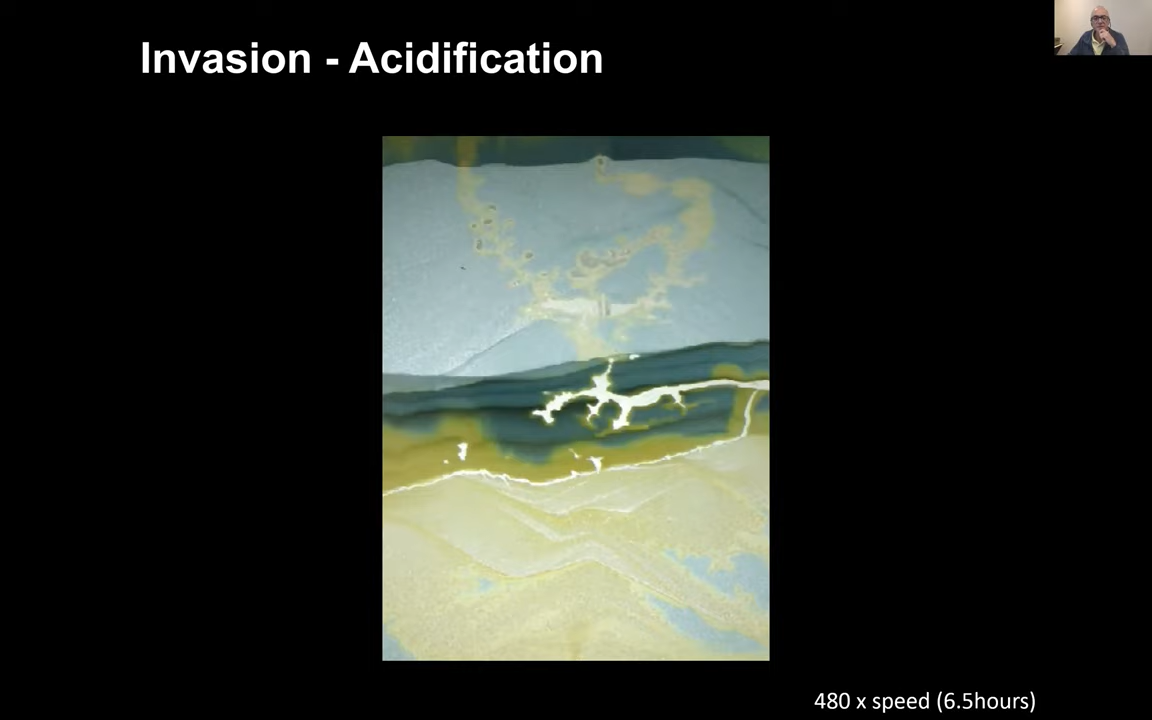 Invasion - Acidification
480 x speed (6.5hours)